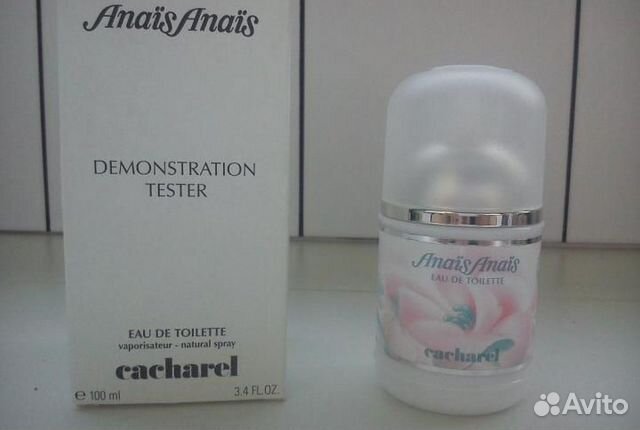 Anaïs Anaïs
DEMONSTRATION
TESTER
EAU DE TOILETTE
vaporisateur - natural spray
cacharel
e 100 ml 3.4 FL.OZ.
Anaïs Anaïs
EAU DE TOILETTE
cacharel
Avito